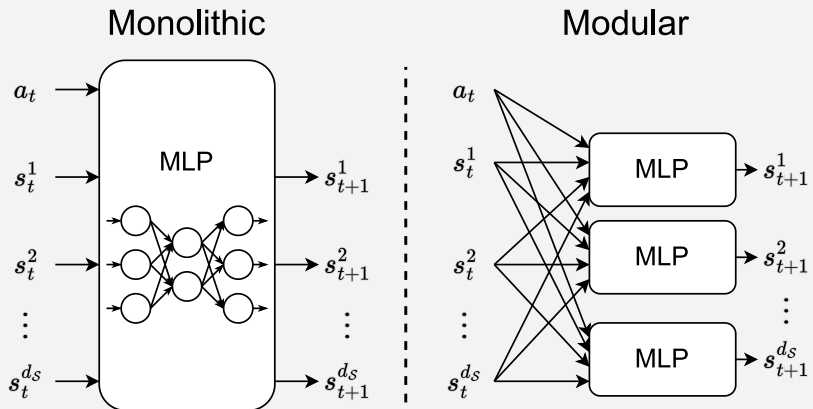 Monolithic
a_t
s_t^1
s_t^2
⋮
s_t^{d_𝒮}
MLP
s_{t+1}^1
s_{t+1}^2
⋮
s_{t+1}^{d_𝒮}
Modular
a_t
s_t^1
s_t^2
⋮
s_t^{d_𝒮}
MLP
MLP
MLP
s_{t+1}^1
s_{t+1}^2
⋮
s_{t+1}^{d_𝒮}